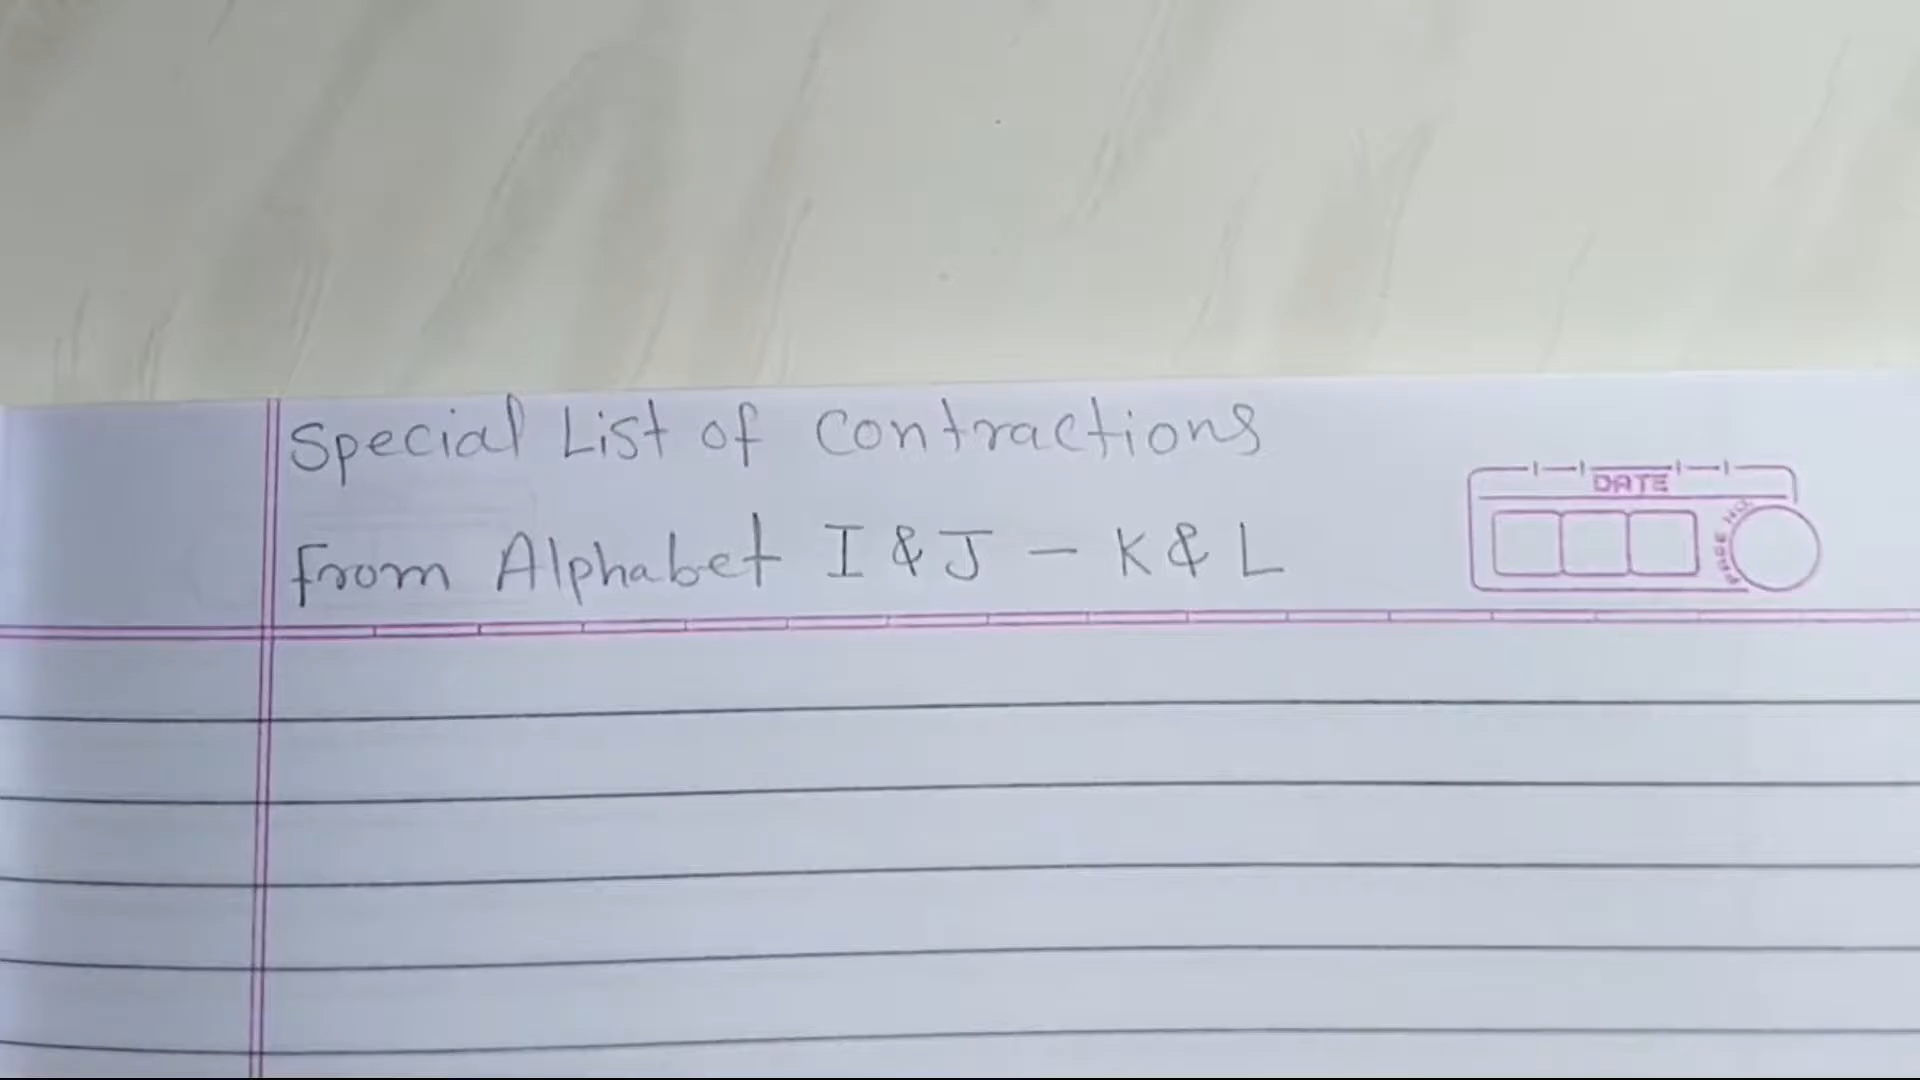 Special List of Contractions
From Alphabet I & J – K & L
DATE
PAGE NO.